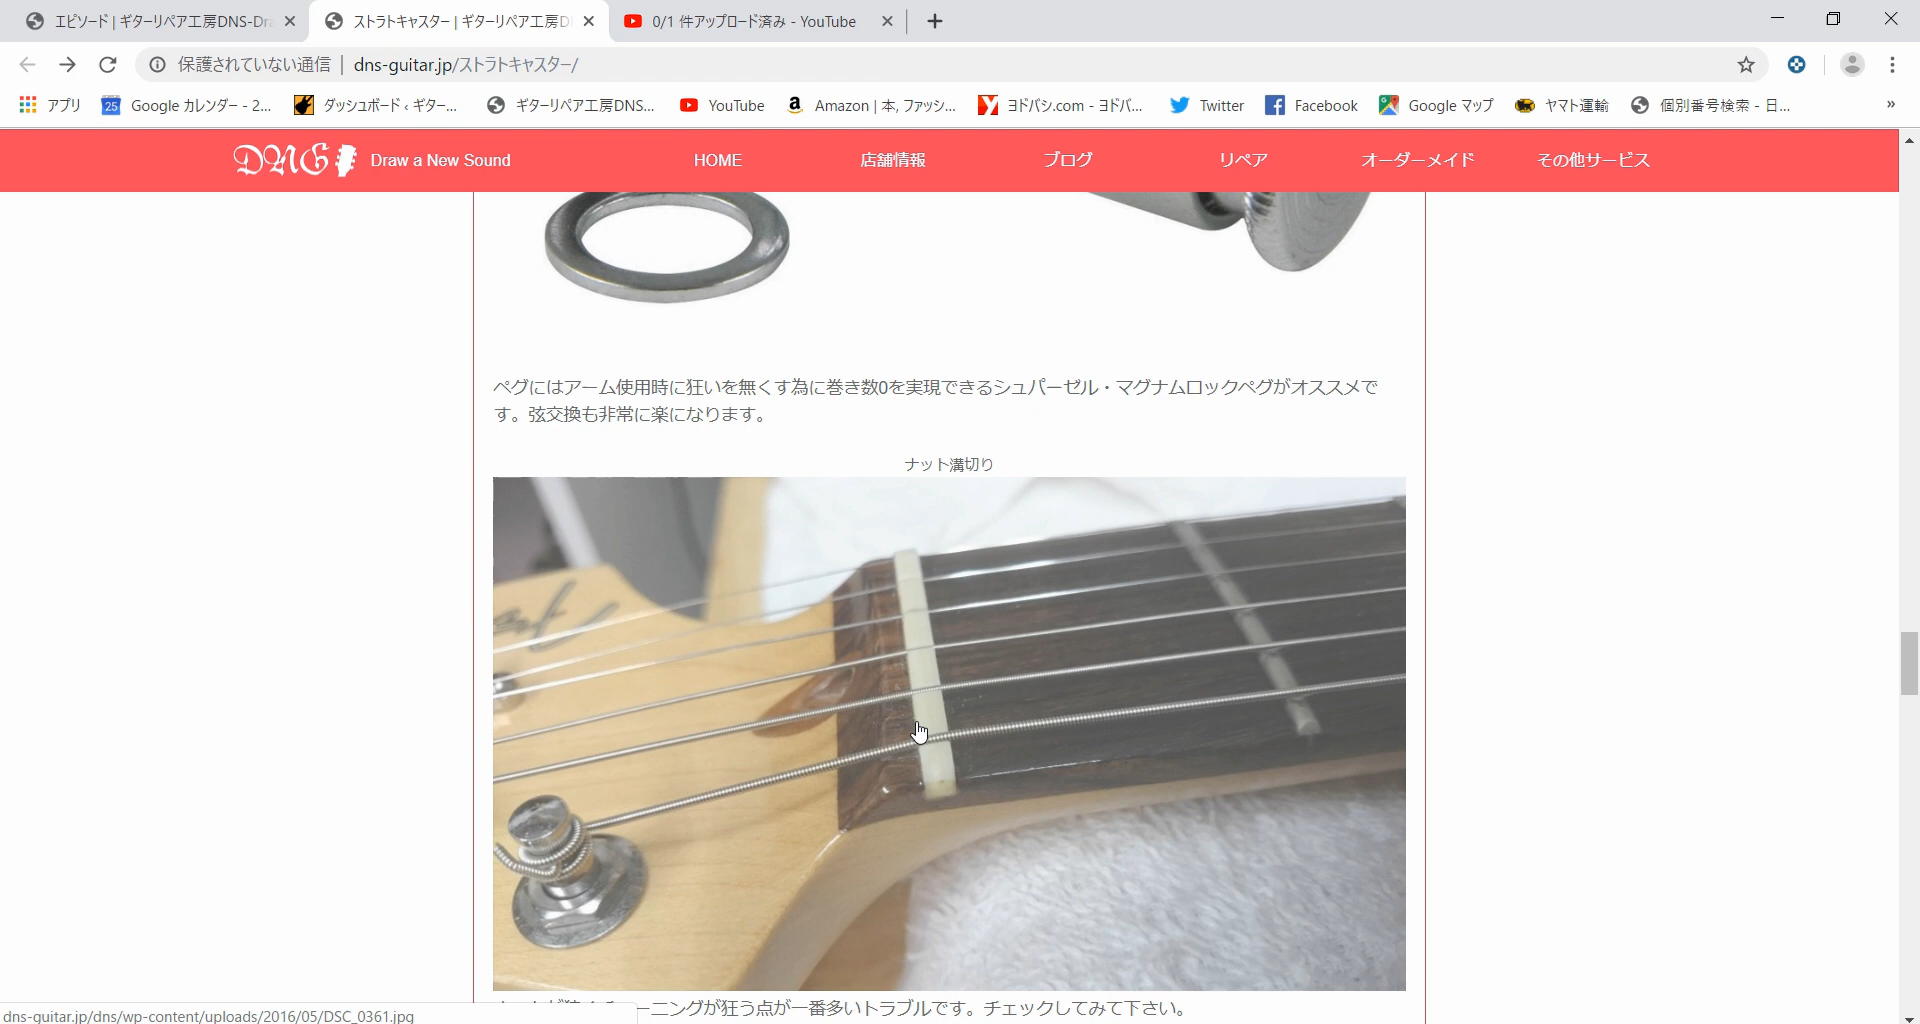 エピソード | ギターリペア工房DNS-Dra
ストラトキャスター | ギターリペア工房D
0/1 件アップロード済み - YouTube
保護されていない通信 | dns-guitar.jp/ストラトキャスター/
アプリ
25
Google カレンダー - 2...
ダッシュボード ‹ ギター...
ギターリペア工房DNS...
YouTube
Amazon | 本, ファッシ...
ヨドバシ.com - ヨドバ...
Twitter
Facebook
Google マップ
ヤマト運輸
個別番号検索 - 日...
»
DNG
Draw a New Sound
HOME
店舗情報
ブログ
リペア
オーダーメイド
その他サービス
ペグにはアーム使用時に狂いを無くす為に巻き数0を実現できるシュパーゼル・マグナムロックペグがオススメで
す。弦交換も非常に楽になります。
ナット溝切り
ーニングが狂う点が一番多いトラブルです。チェックしてみて下さい。
dns-guitar.jp/dns/wp-content/uploads/2016/05/DSC_0361.jpg